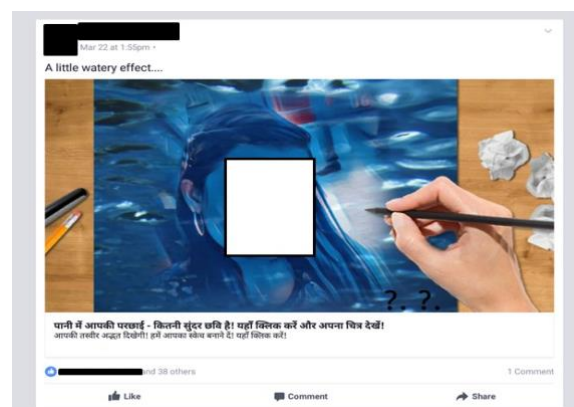 Mar 22 at 1:55pm •
A little watery effect....
?. ?.
पानी में आपकी परछाई - कितनी सुंदर छवि है! यहाँ क्लिक करें और अपना चित्र देखें!
आपकी तस्वीर अद्भुत दिखेगी! हमें आपका स्केच बनाने दें! यहाँ क्लिक करें!
and 38 others
1 Comment
Like
Comment
Share